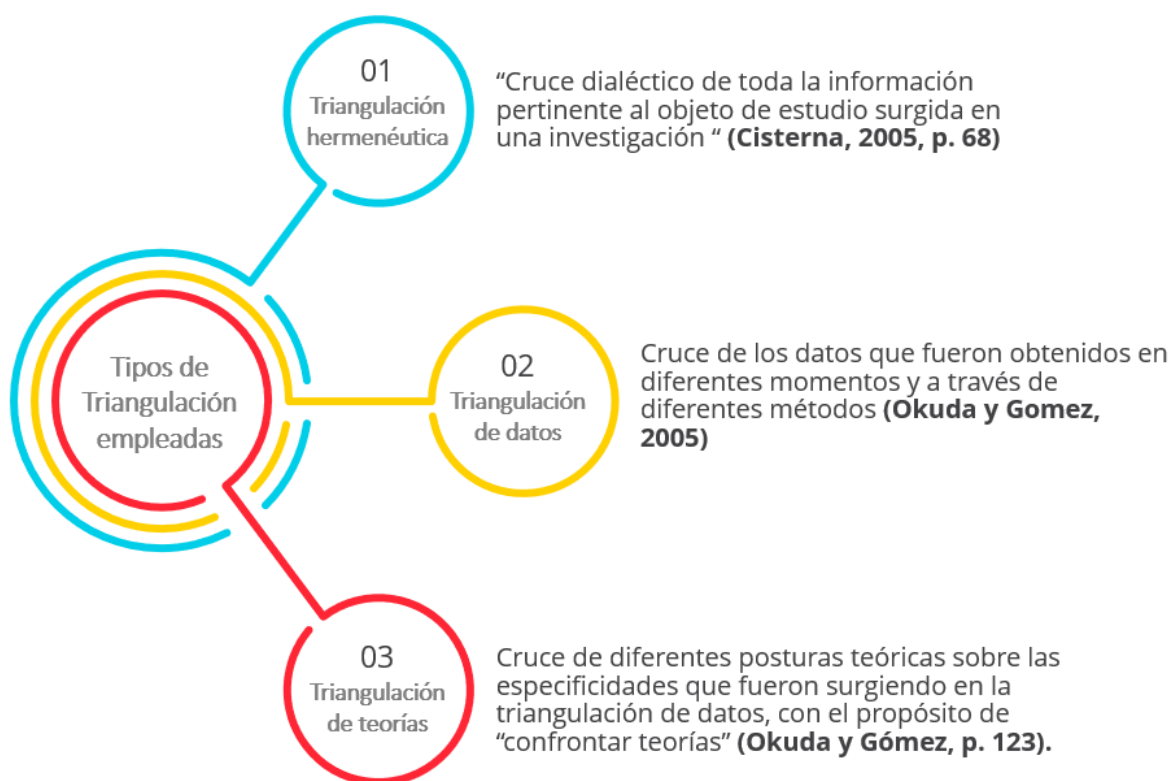 01
Triangulación
hermenéutica
“Cruce dialéctico de toda la información
pertinente al objeto de estudio surgida en
una investigación “ (Cisterna, 2005, p. 68)
Tipos de
Triangulación
empleadas
02
Triangulación
de datos
Cruce de los datos que fueron obtenidos en
diferentes momentos y a través de
diferentes métodos (Okuda y Gomez,
2005)
03
Triangulación
de teorías
Cruce de diferentes posturas teóricas sobre las
especificidades que fueron surgiendo en la
triangulación de datos, con el propósito de
“confrontar teorías” (Okuda y Gómez, p. 123).